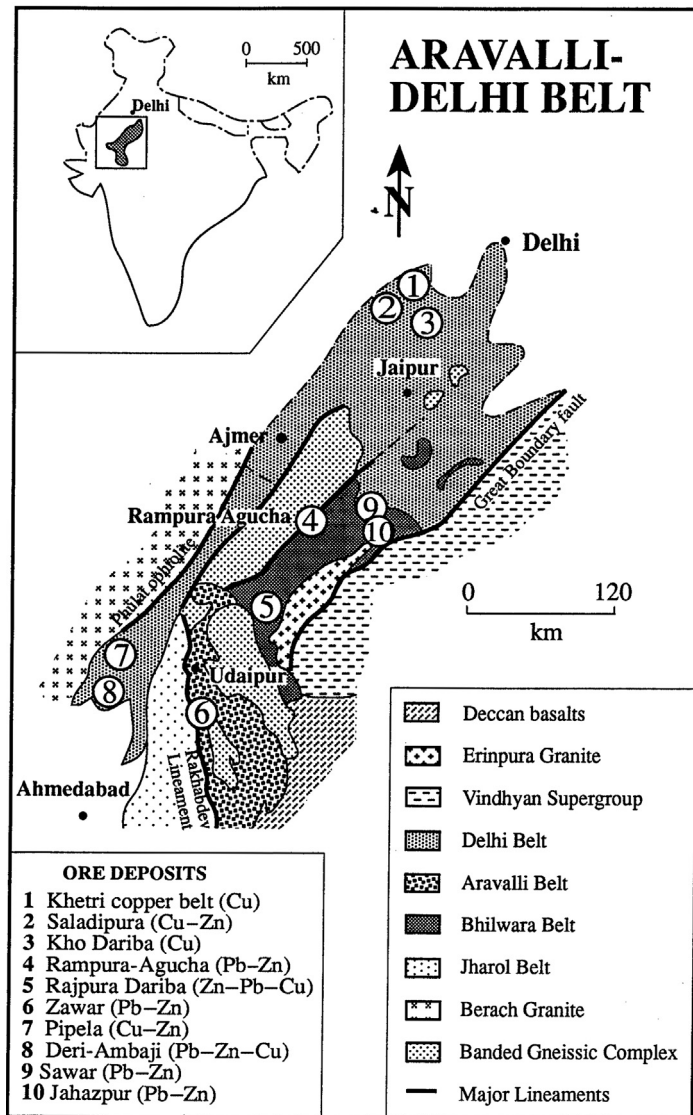 0 500
km
Delhi
ARAVALLI-
DELHI BELT
N
Delhi
1
2
3
Jaipur
Ajmer
Great Boundary fault
9
Rampura Agucha
4
10
Phulat ophiolite
0 120
km
5
7
Udaipur
8
6
Rakhabdev
Lineament
Ahmedabad
Deccan basalts
Erinpura Granite
Vindhyan Supergroup
Delhi Belt
Aravalli Belt
Bhilwara Belt
Jharol Belt
Berach Granite
Banded Gneissic Complex
Major Lineaments
ORE DEPOSITS
1 Khetri copper belt (Cu)
2 Saladipura (Cu–Zn)
3 Kho Dariba (Cu)
4 Rampura-Agucha (Pb–Zn)
5 Rajpura Dariba (Zn–Pb–Cu)
6 Zawar (Pb–Zn)
7 Pipela (Cu–Zn)
8 Deri-Ambaji (Pb–Zn–Cu)
9 Sawar (Pb–Zn)
10 Jahazpur (Pb–Zn)